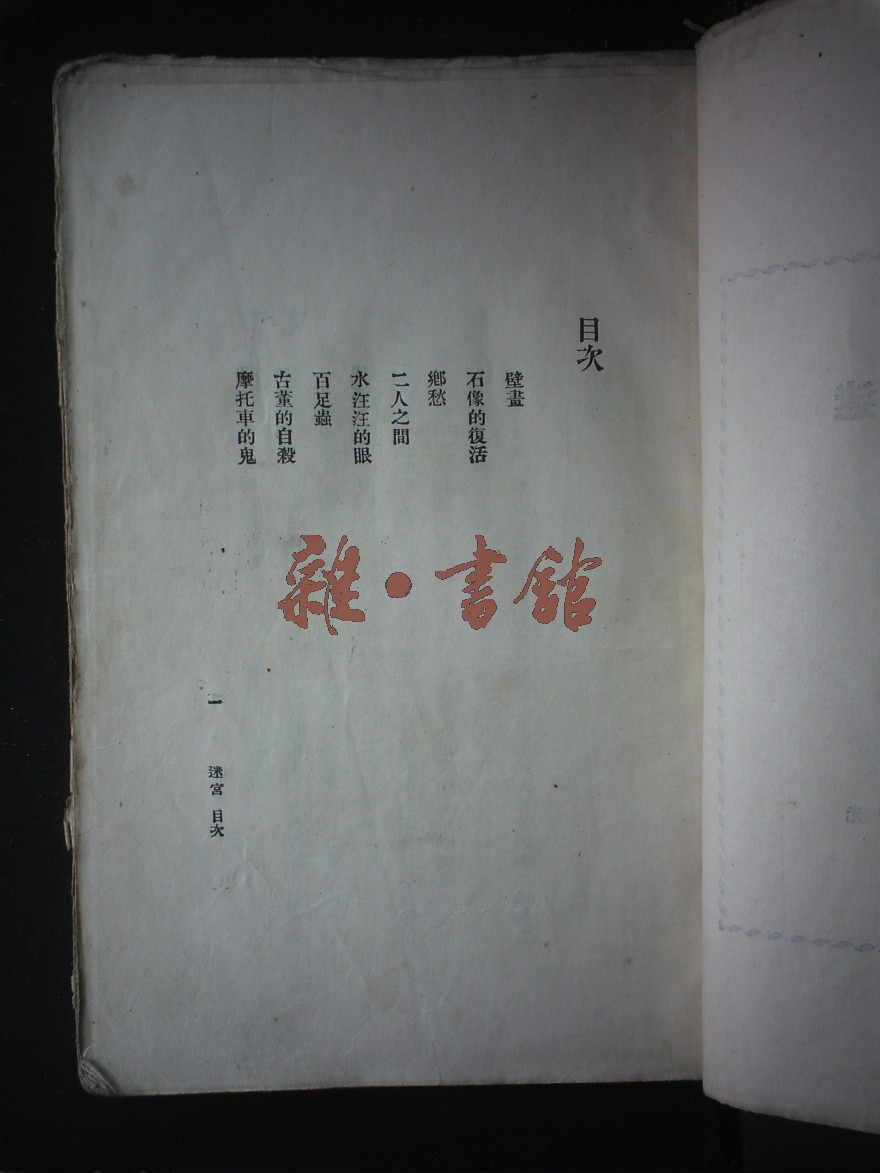 目次
壁畫
石像的復活
鄉愁
二人之間
水汪汪的眼
百足蟲
古董的自殺
摩托車的鬼
雜・書館
一
迷宮 目次